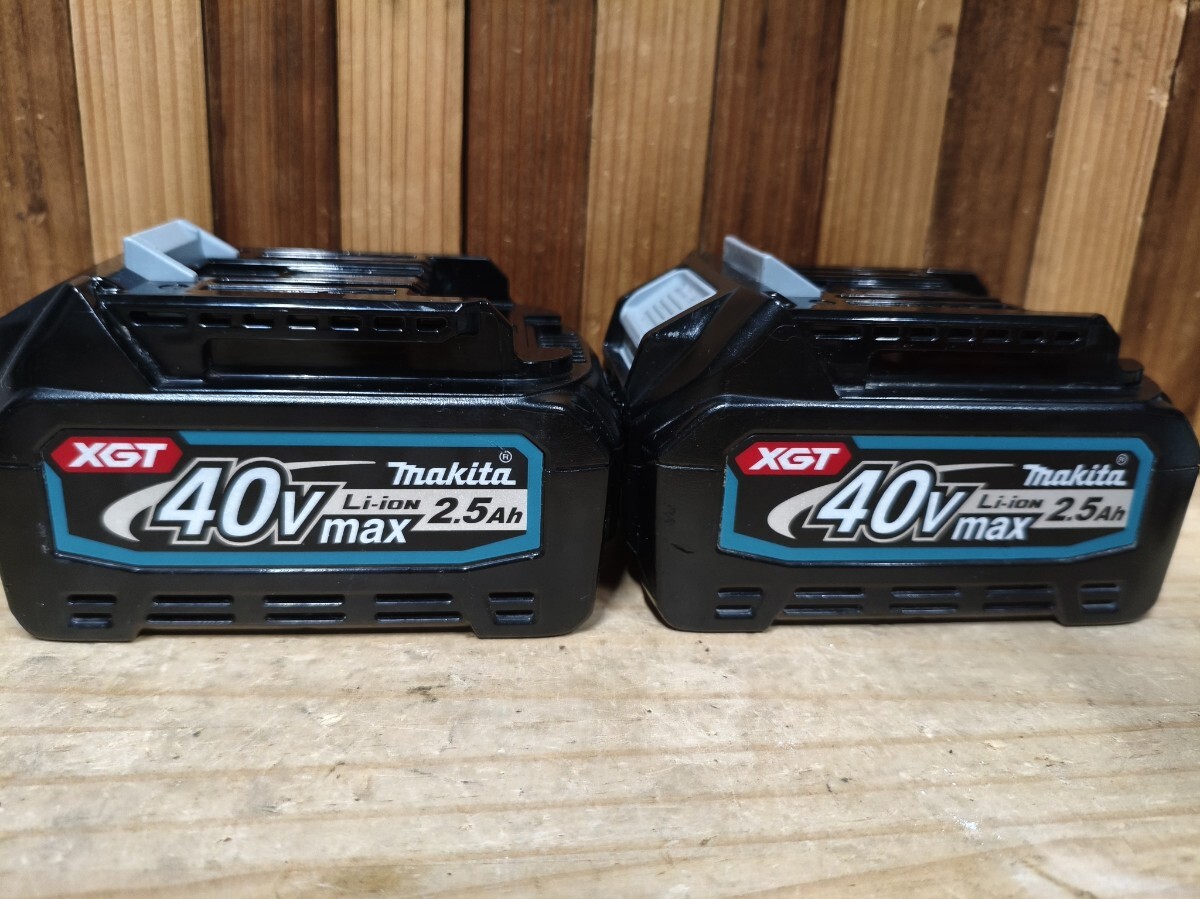 XGT
makita ®
40V max Li-ion 2.5Ah
XGT
makita ®
40V max Li-ion 2.5Ah